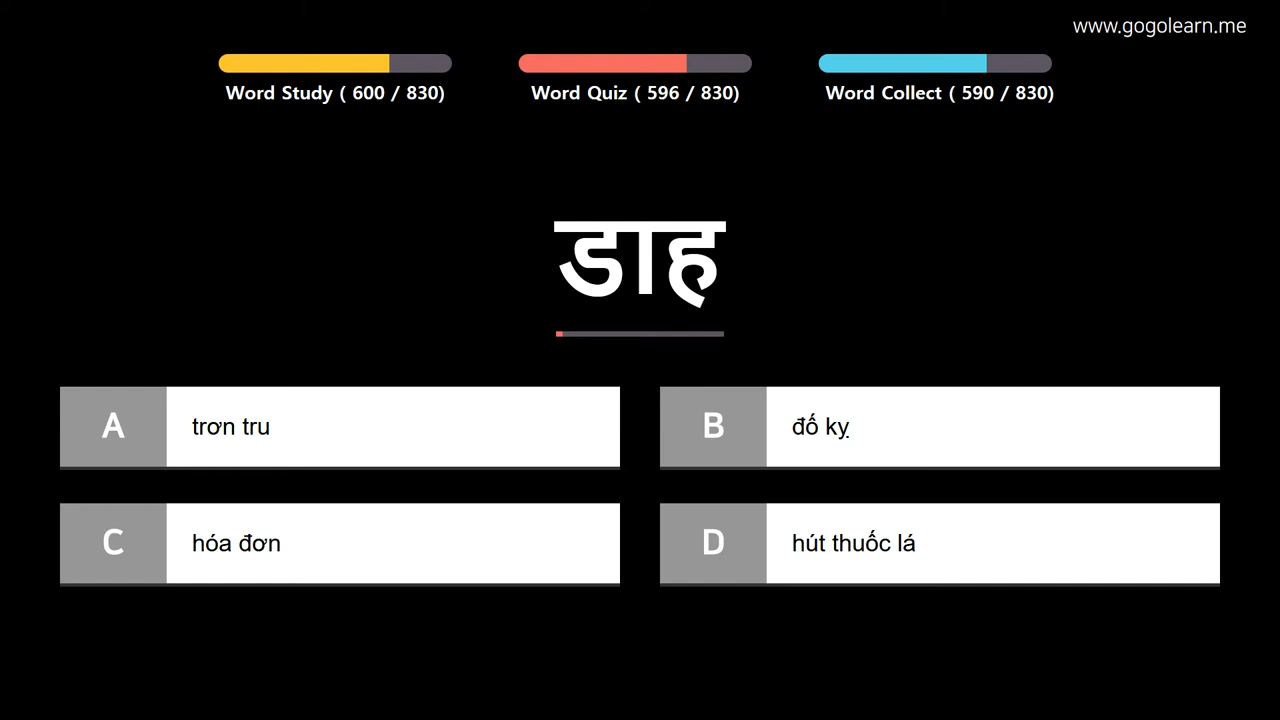 www.gogolearn.me
Word Study ( 600 / 830)
Word Quiz ( 596 / 830)
Word Collect ( 590 / 830)
डाह
A
trơn tru
B
đố kỵ
C
hóa đơn
D
hút thuốc lá